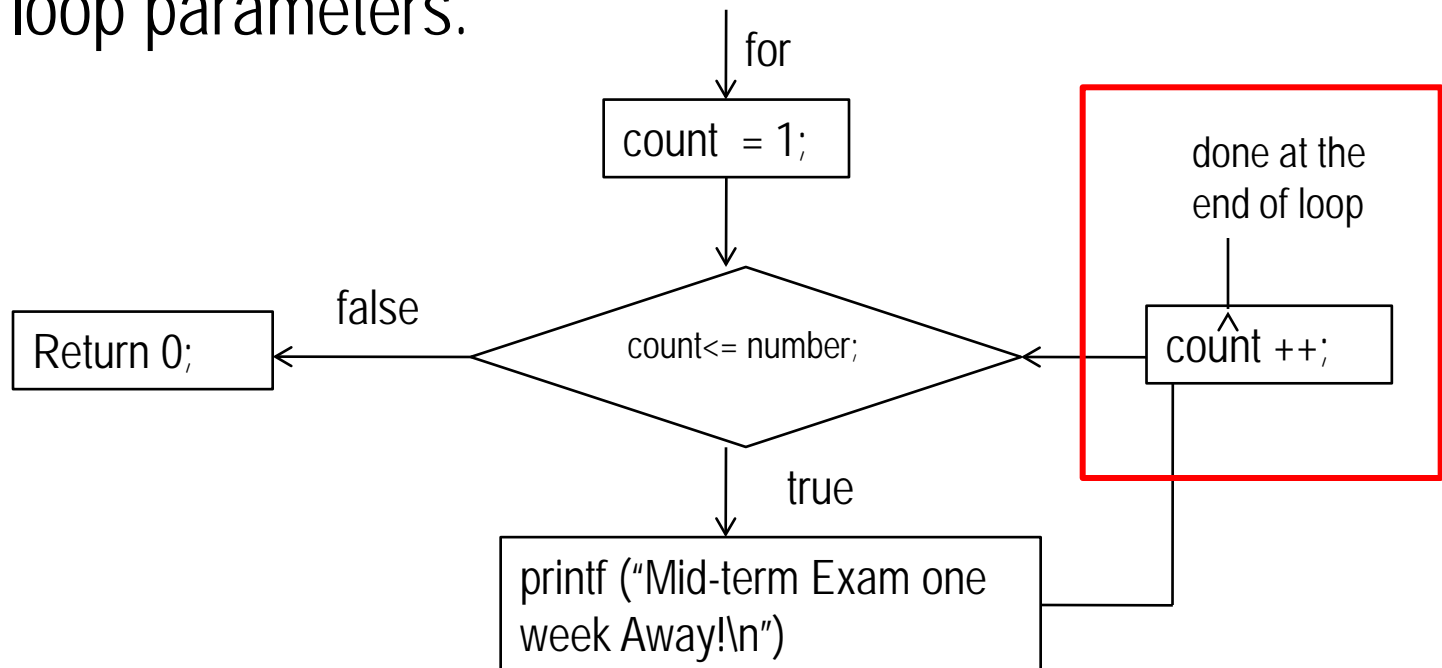 loop parameters:
for
count = 1;
done at the
end of loop
false
Return 0;
count<= number;
count ++;
true
printf (“Mid-term Exam one
week Away!\n”)